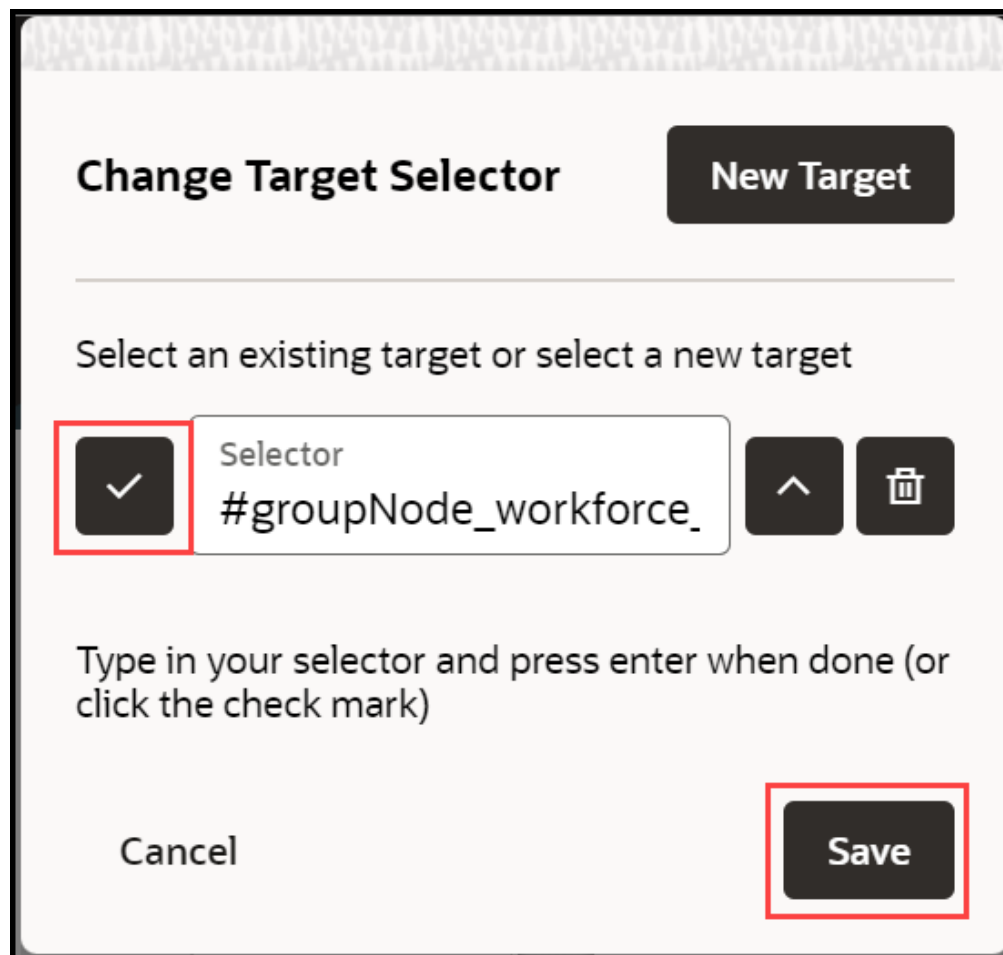 Change Target Selector
New Target
Select an existing target or select a new target
Selector
#groupNode_workforce_
Type in your selector and press enter when done (or
click the check mark)
Cancel
Save